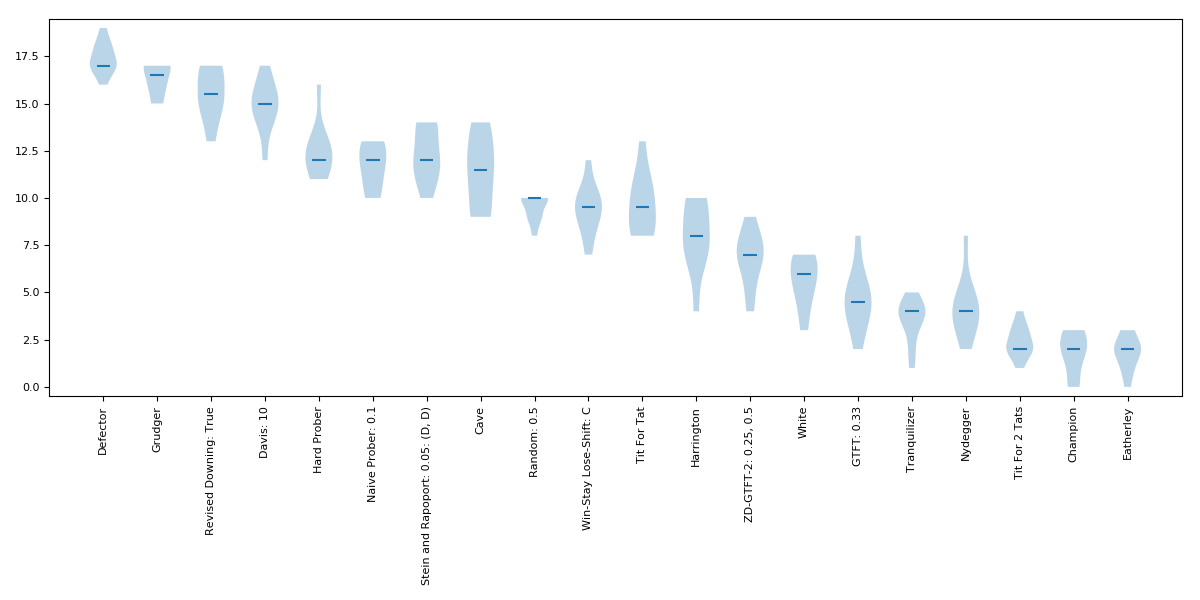 17.5
15.0
12.5
10.0
7.5
5.0
2.5
0.0
Defector
Grudger
Revised Downing: True
Davis: 10
Hard Prober
Naive Prober: 0.1
Stein and Rapoport: 0.05: (D, D)
Cave
Random: 0.5
Win-Stay Lose-Shift: C
Tit For Tat
Harrington
ZD-GTFT-2: 0.25, 0.5
White
GTFT: 0.33
Tranquilizer
Nydegger
Tit For 2 Tats
Champion
Eatherley